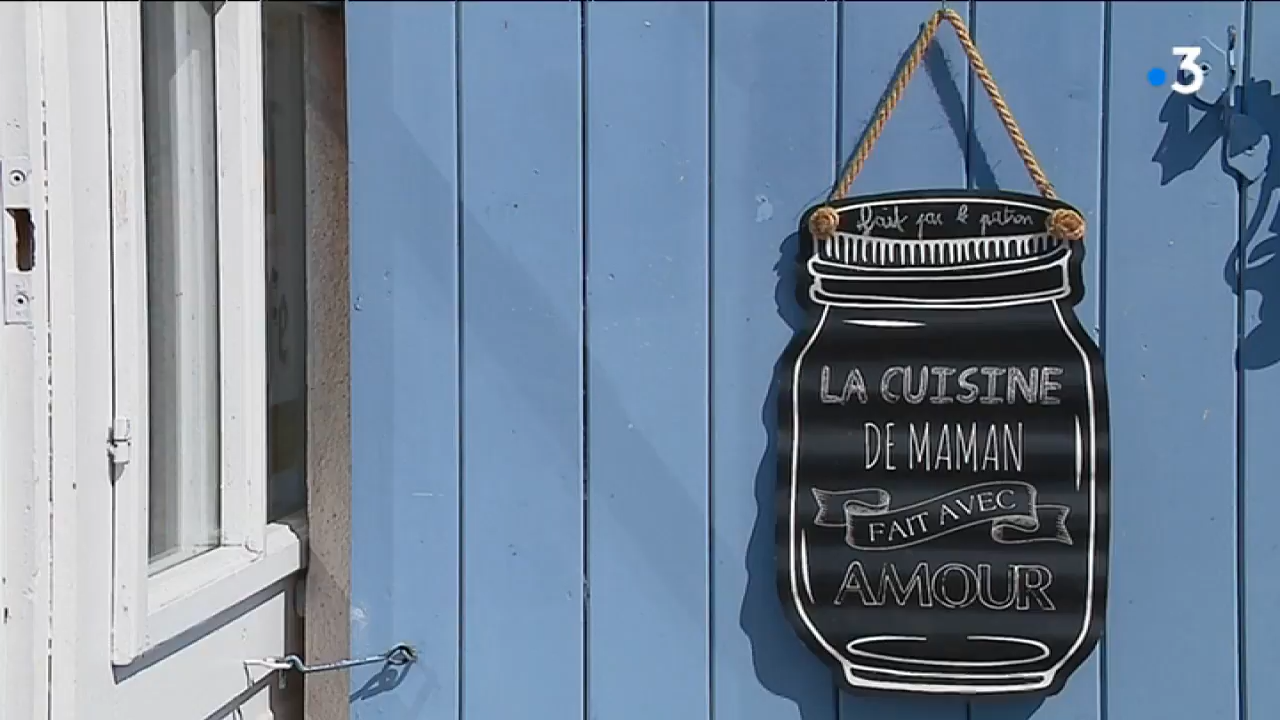 3
fait par le patron
LA CUISINE
DE MAMAN
FAIT AVEC
AMOUR